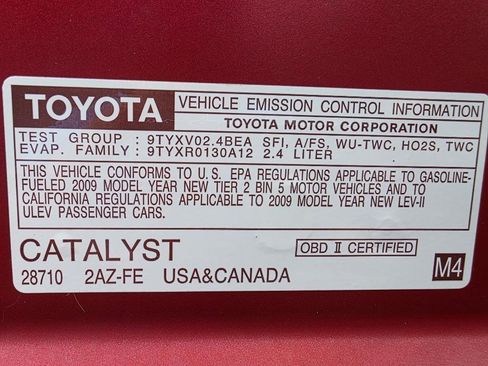 TOYOTA VEHICLE EMISSION CONTROL INFORMATION
TOYOTA MOTOR CORPORATION
TEST GROUP : 9TYXV02.4BEA SFI, A/FS, WU-TWC, HO2S, TWC
EVAP. FAMILY : 9TYXR0130A12 2.4 LITER
THIS VEHICLE CONFORMS TO U.S. EPA REGULATIONS APPLICABLE TO GASOLINE-
FUELED 2009 MODEL YEAR NEW TIER 2 BIN 5 MOTOR VEHICLES AND TO
CALIFORNIA REGULATIONS APPLICABLE TO 2009 MODEL YEAR NEW LEV-II
ULEV PASSENGER CARS.
CATALYST OBD II CERTIFIED
28710 2AZ-FE USA&CANADA M4